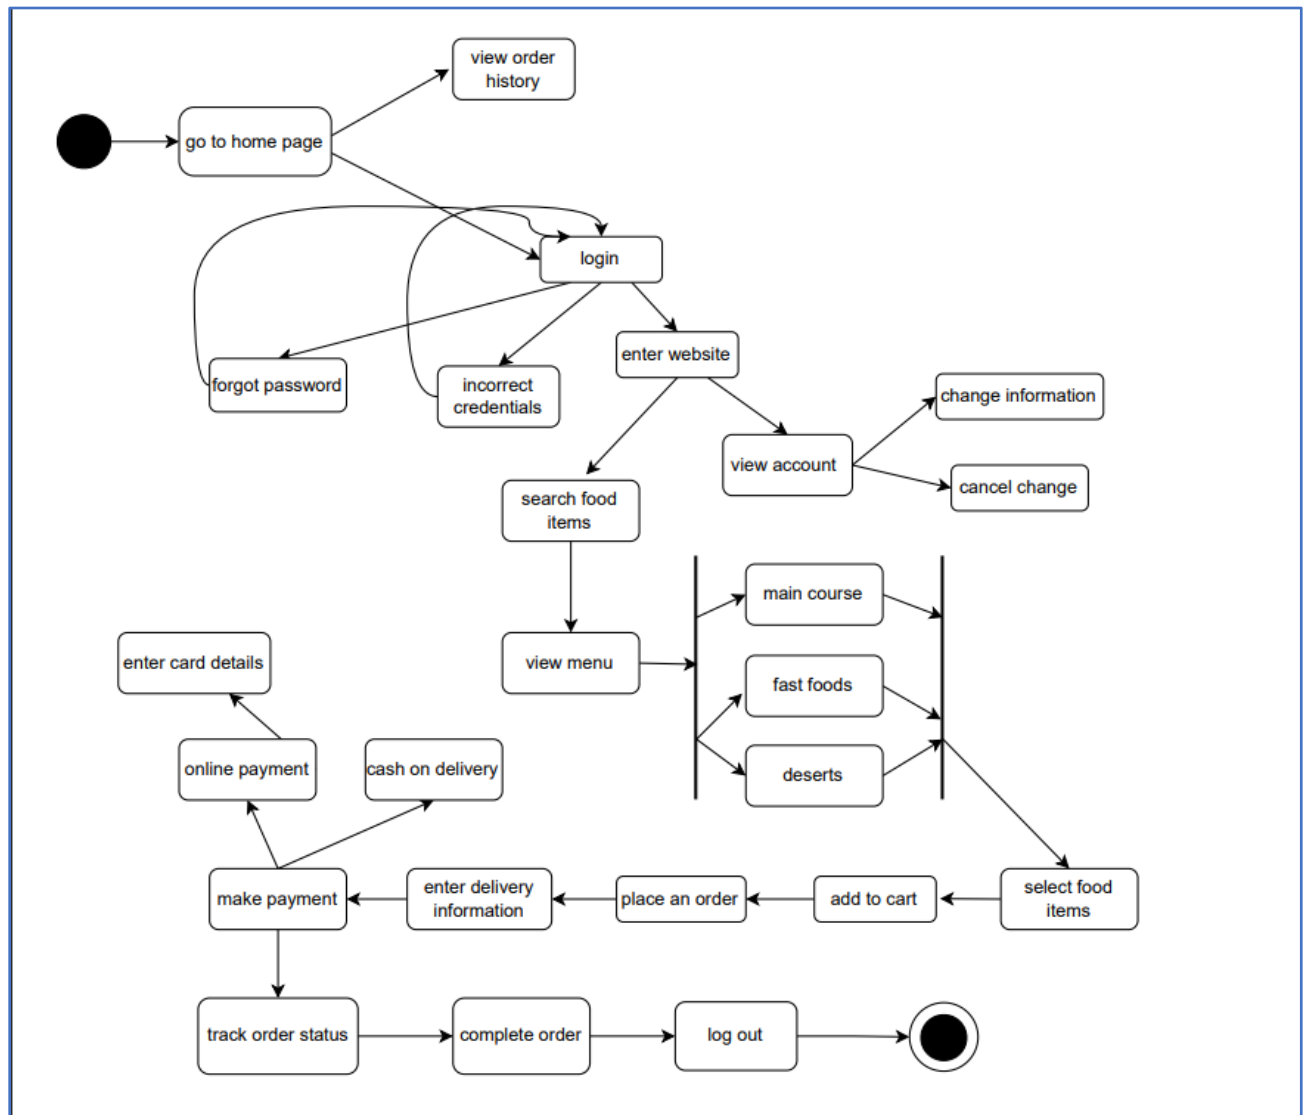 view order
history
go to home page
login
enter website
forgot password
incorrect
credentials
change information
view account
cancel change
search food
items
main course
view menu
enter card details
fast foods
online payment
cash on delivery
deserts
make payment
enter delivery
information
place an order
add to cart
select food
items
track order status
complete order
log out